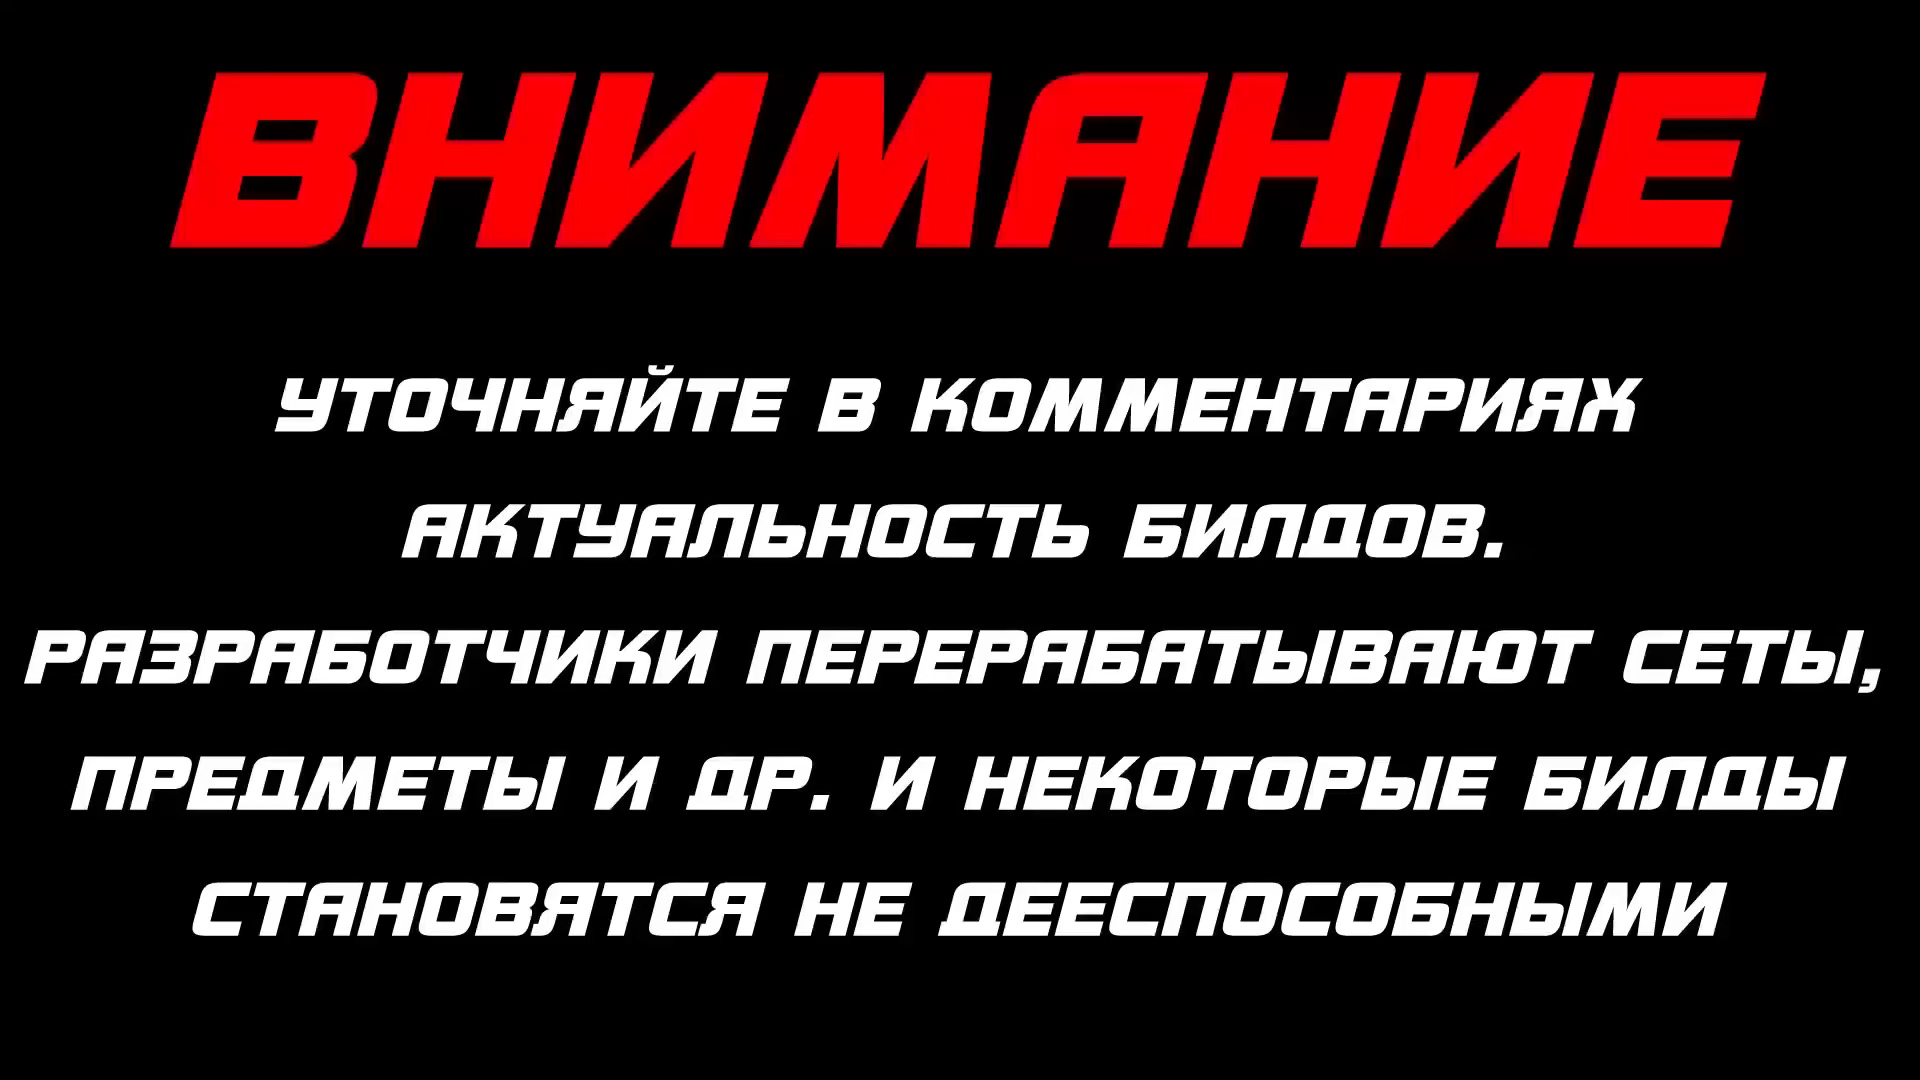 ВНИМАНИЕ
УТОЧНЯЙТЕ В КОММЕНТАРИЯХ
АКТУАЛЬНОСТЬ БИЛДОВ.
РАЗРАБОТЧИКИ ПЕРЕРАБАТЫВАЮТ СЕТЫ,
ПРЕДМЕТЫ И ДР. И НЕКОТОРЫЕ БИЛДЫ
СТАНОВЯТСЯ НЕ ДЕЕСПОСОБНЫМИ